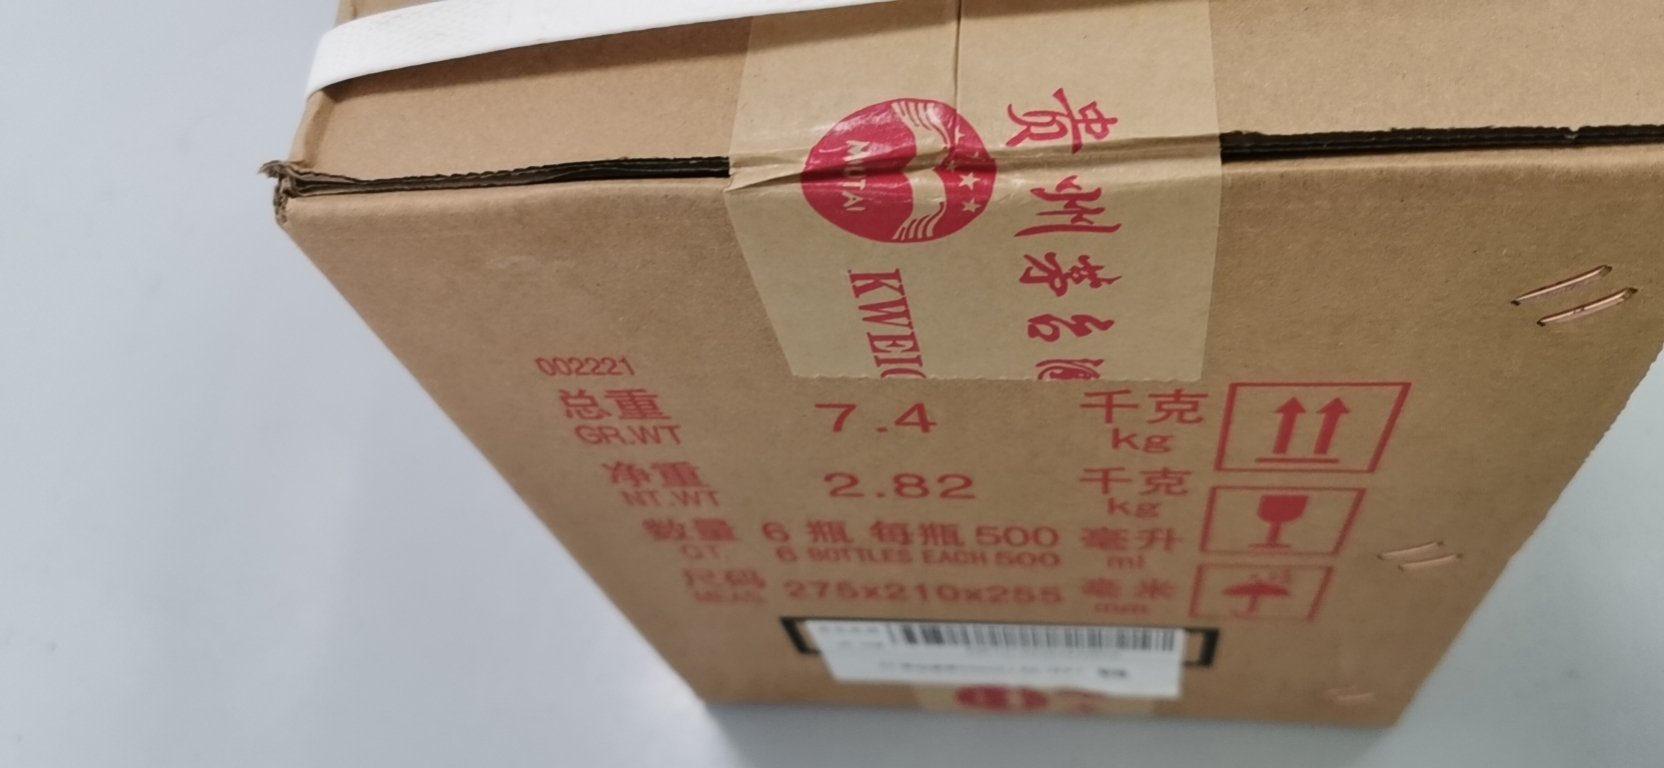 MOUTAI
贵州茅台酒
KWEIC
002221
总重 7.4 千克
GR.WT kg
净重 2.82 千克
NT.WT kg
数量 6 瓶 每瓶 500 毫升
QT. 6 BOTTLES EACH 500 ml
尺码 275x210x255 毫米
MEAS. mm